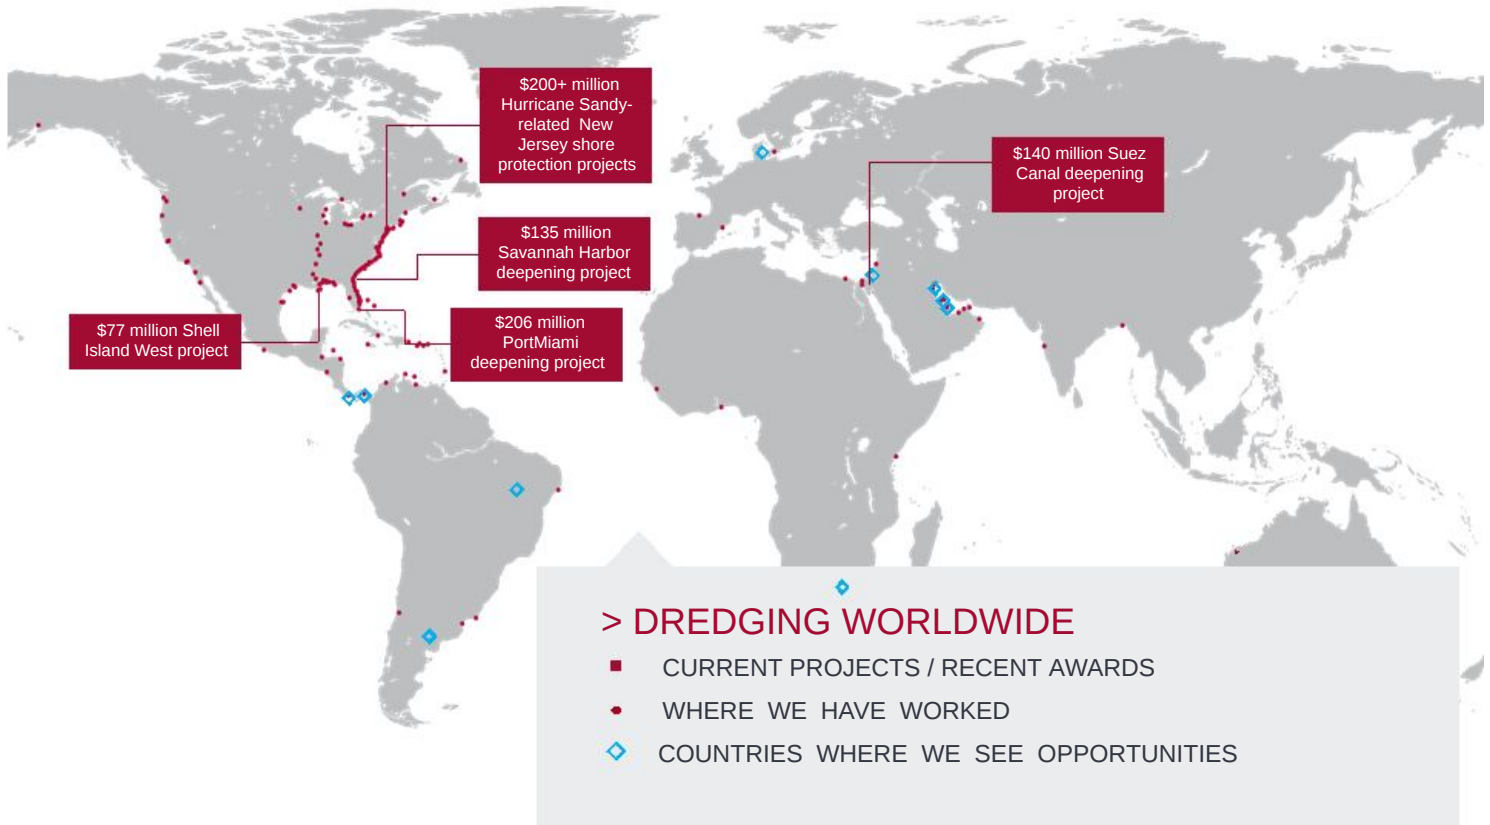 $200+ million
Hurricane Sandy-
related New
Jersey shore
protection projects
$140 million Suez
Canal deepening
project
$135 million
Savannah Harbor
deepening project
$77 million Shell
Island West project
$206 million
PortMiami
deepening project
> DREDGING WORLDWIDE
CURRENT PROJECTS / RECENT AWARDS
WHERE WE HAVE WORKED
COUNTRIES WHERE WE SEE OPPORTUNITIES